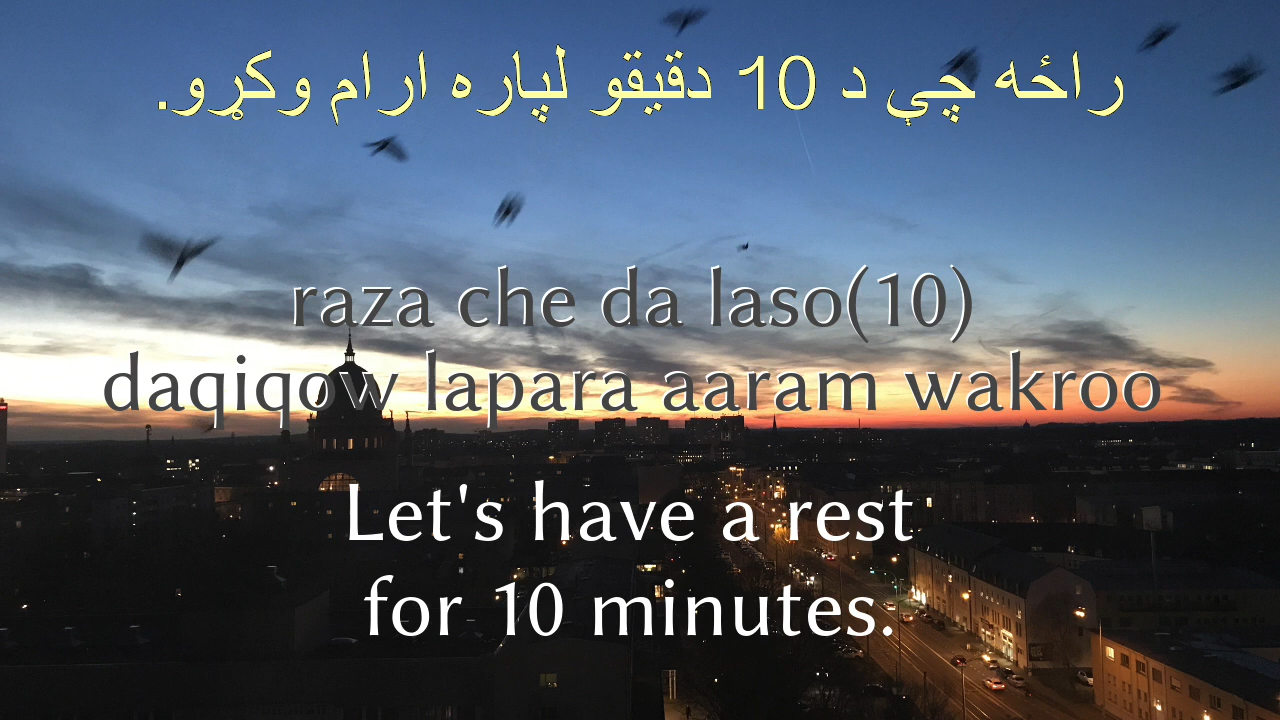 راځه چې د 10 دقیقو لپاره ارام وکړو.
raza che da laso(10)
daqiqow lapara aaram wakroo
Let's have a rest
for 10 minutes.